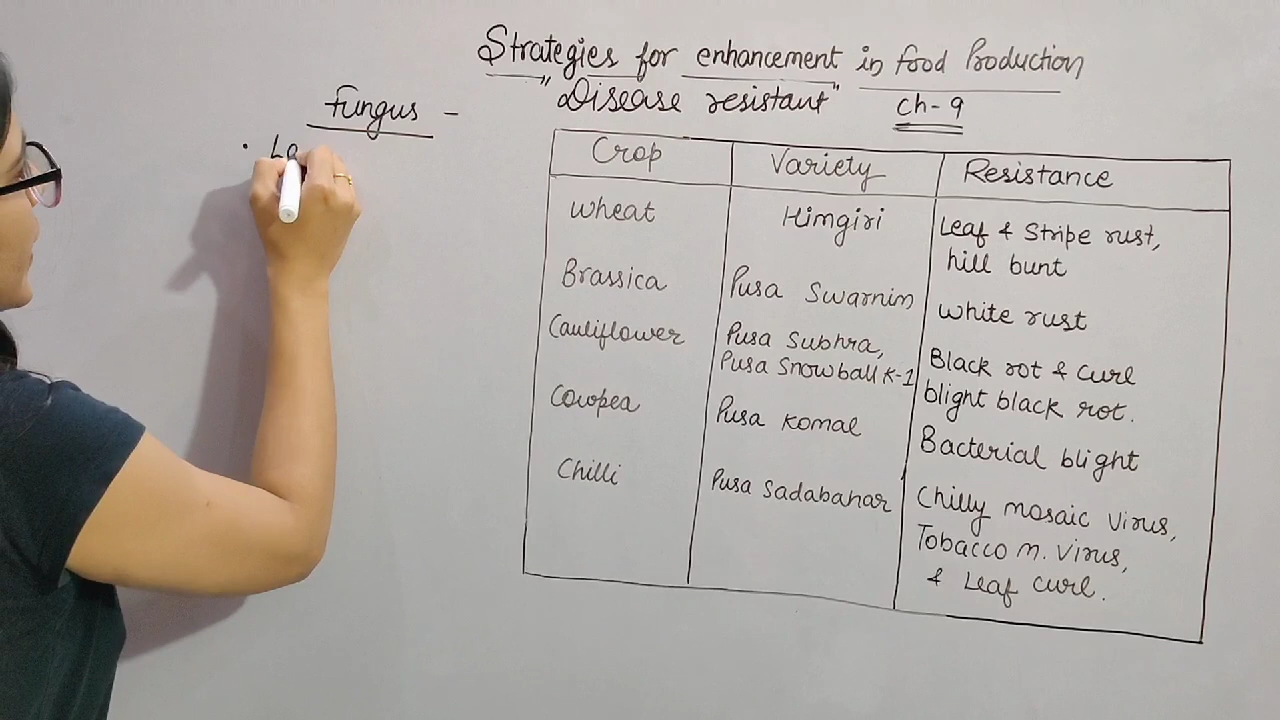 Strategies for enhancement in food Production
"Disease resistant" Ch-9
fungus -
Crop Variety Resistance
Wheat Himgiri Leaf & Stripe rust,
hill bunt
Brassica Pusa Swarnim White rust
Cauliflower Pusa Subhra, Black rot & Curl
Pusa Snowball K-1 blight black rot.
Cowpea Pusa Komal Bacterial blight
Chilli Pusa Sadabahar Chilly mosaic Virus,
Tobacco m. Virus,
& Leaf curl.